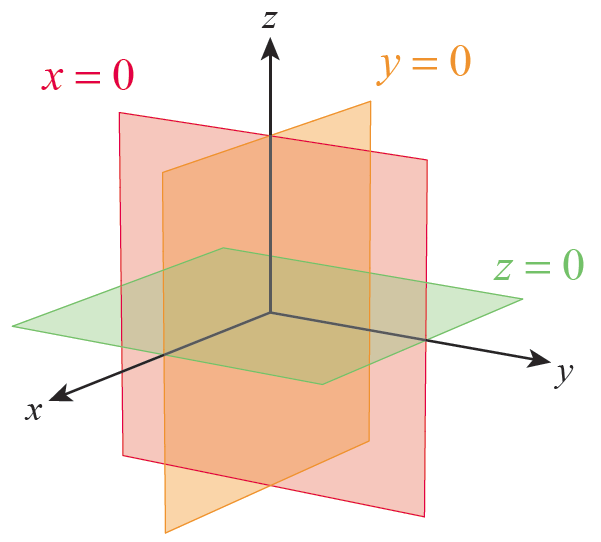 z
x = 0
y = 0
z = 0
y
x